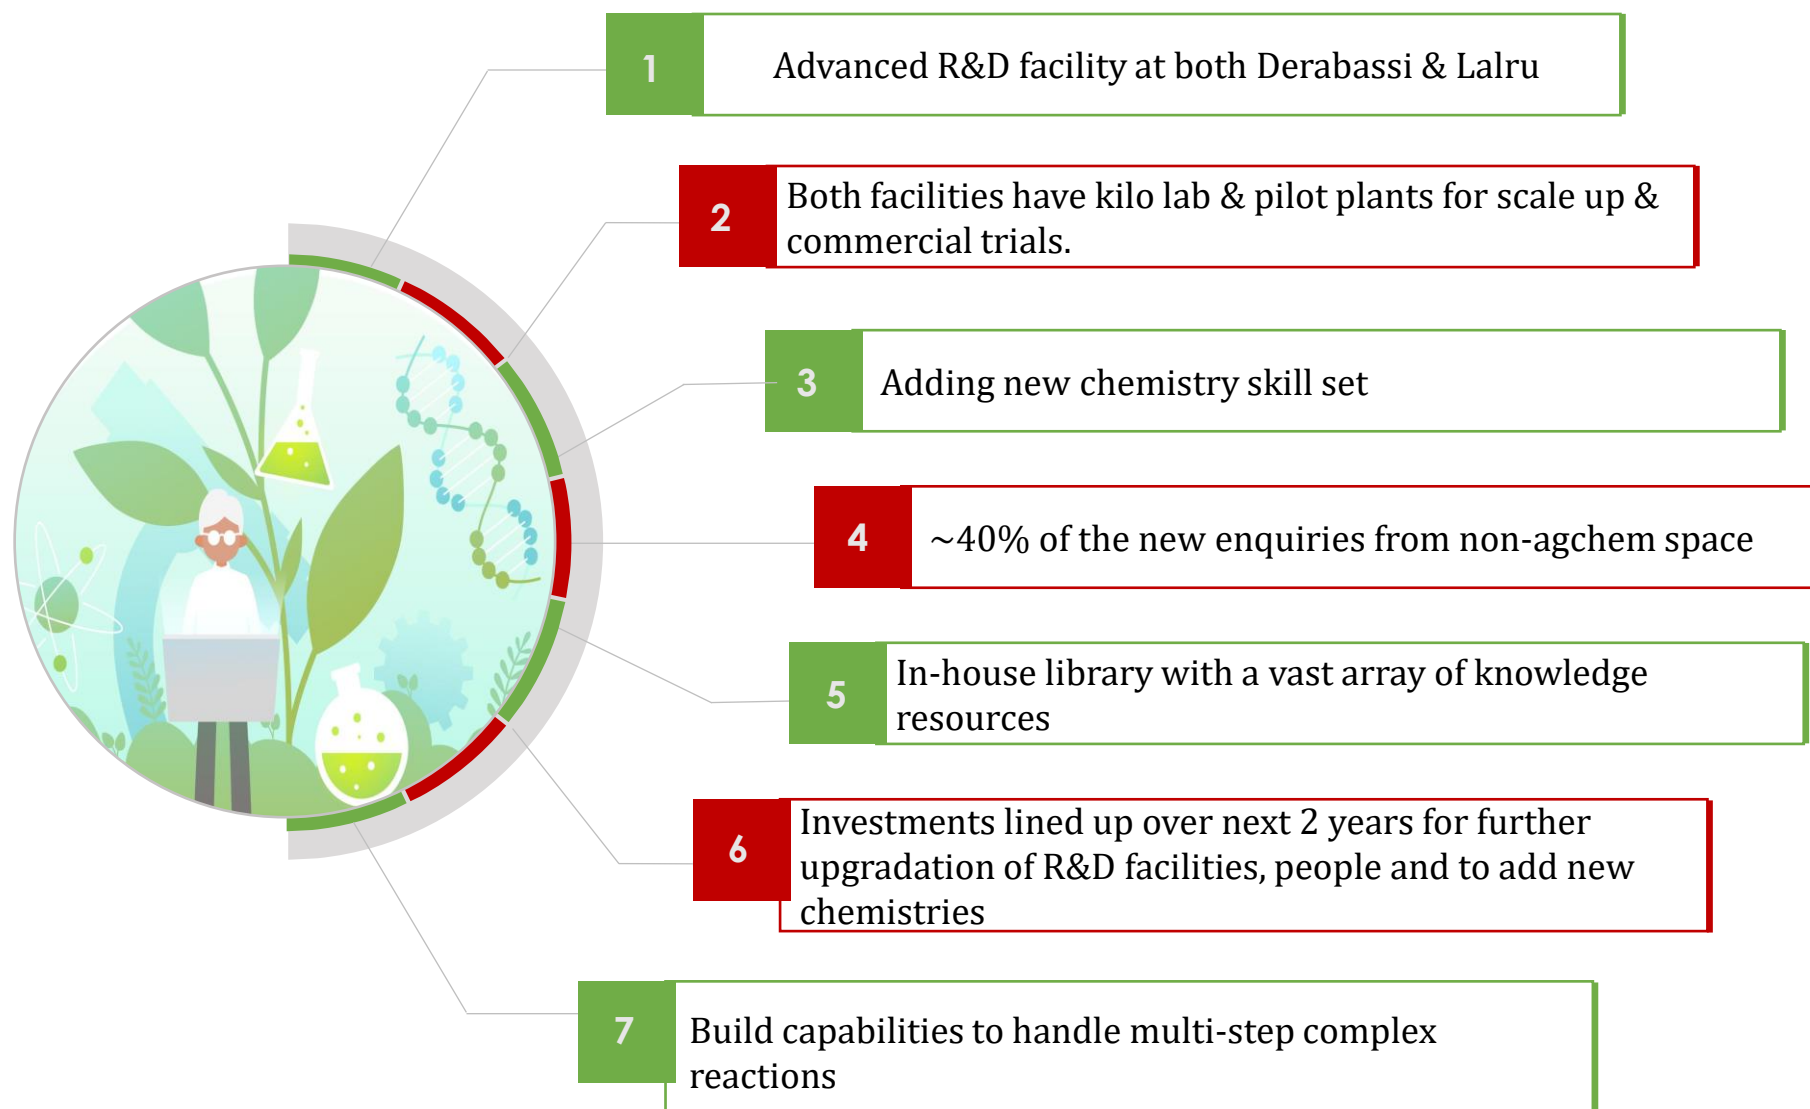 1
Advanced R&D facility at both Derabassi & Lalru
2
Both facilities have kilo lab & pilot plants for scale up &
commercial trials.
3
Adding new chemistry skill set
4
~40% of the new enquiries from non-agchem space
5
In-house library with a vast array of knowledge
resources
6
Investments lined up over next 2 years for further
upgradation of R&D facilities, people and to add new
chemistries
7
Build capabilities to handle multi-step complex
reactions